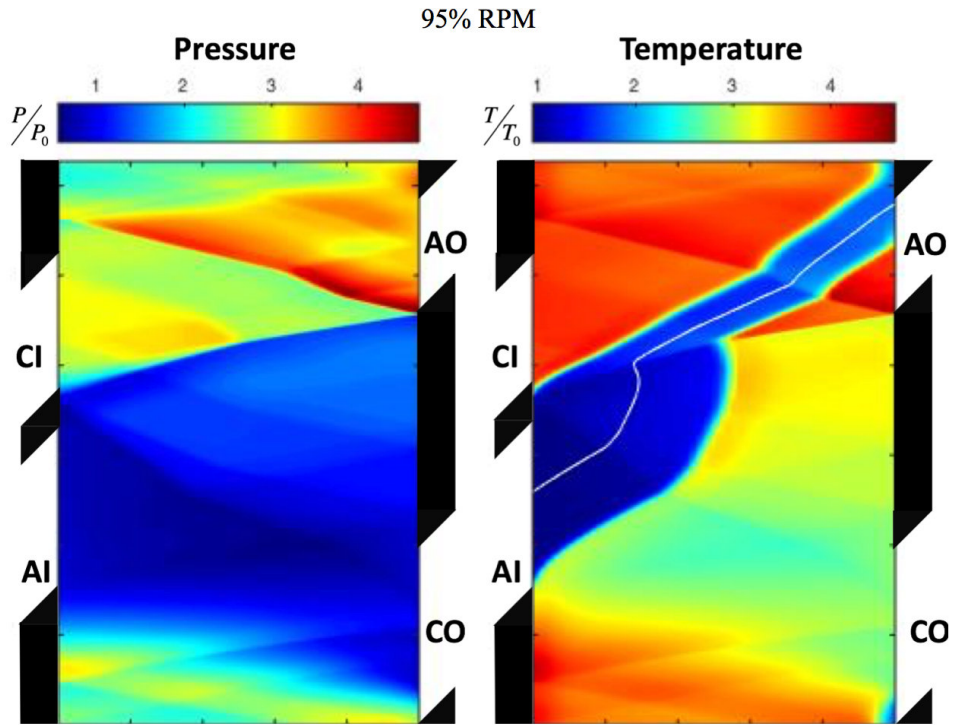 95% RPM
Pressure Temperature
1 2 3 4 1 2 3 4
P/P0 T/T0
AO AO
CI CI
AI AI
CO CO